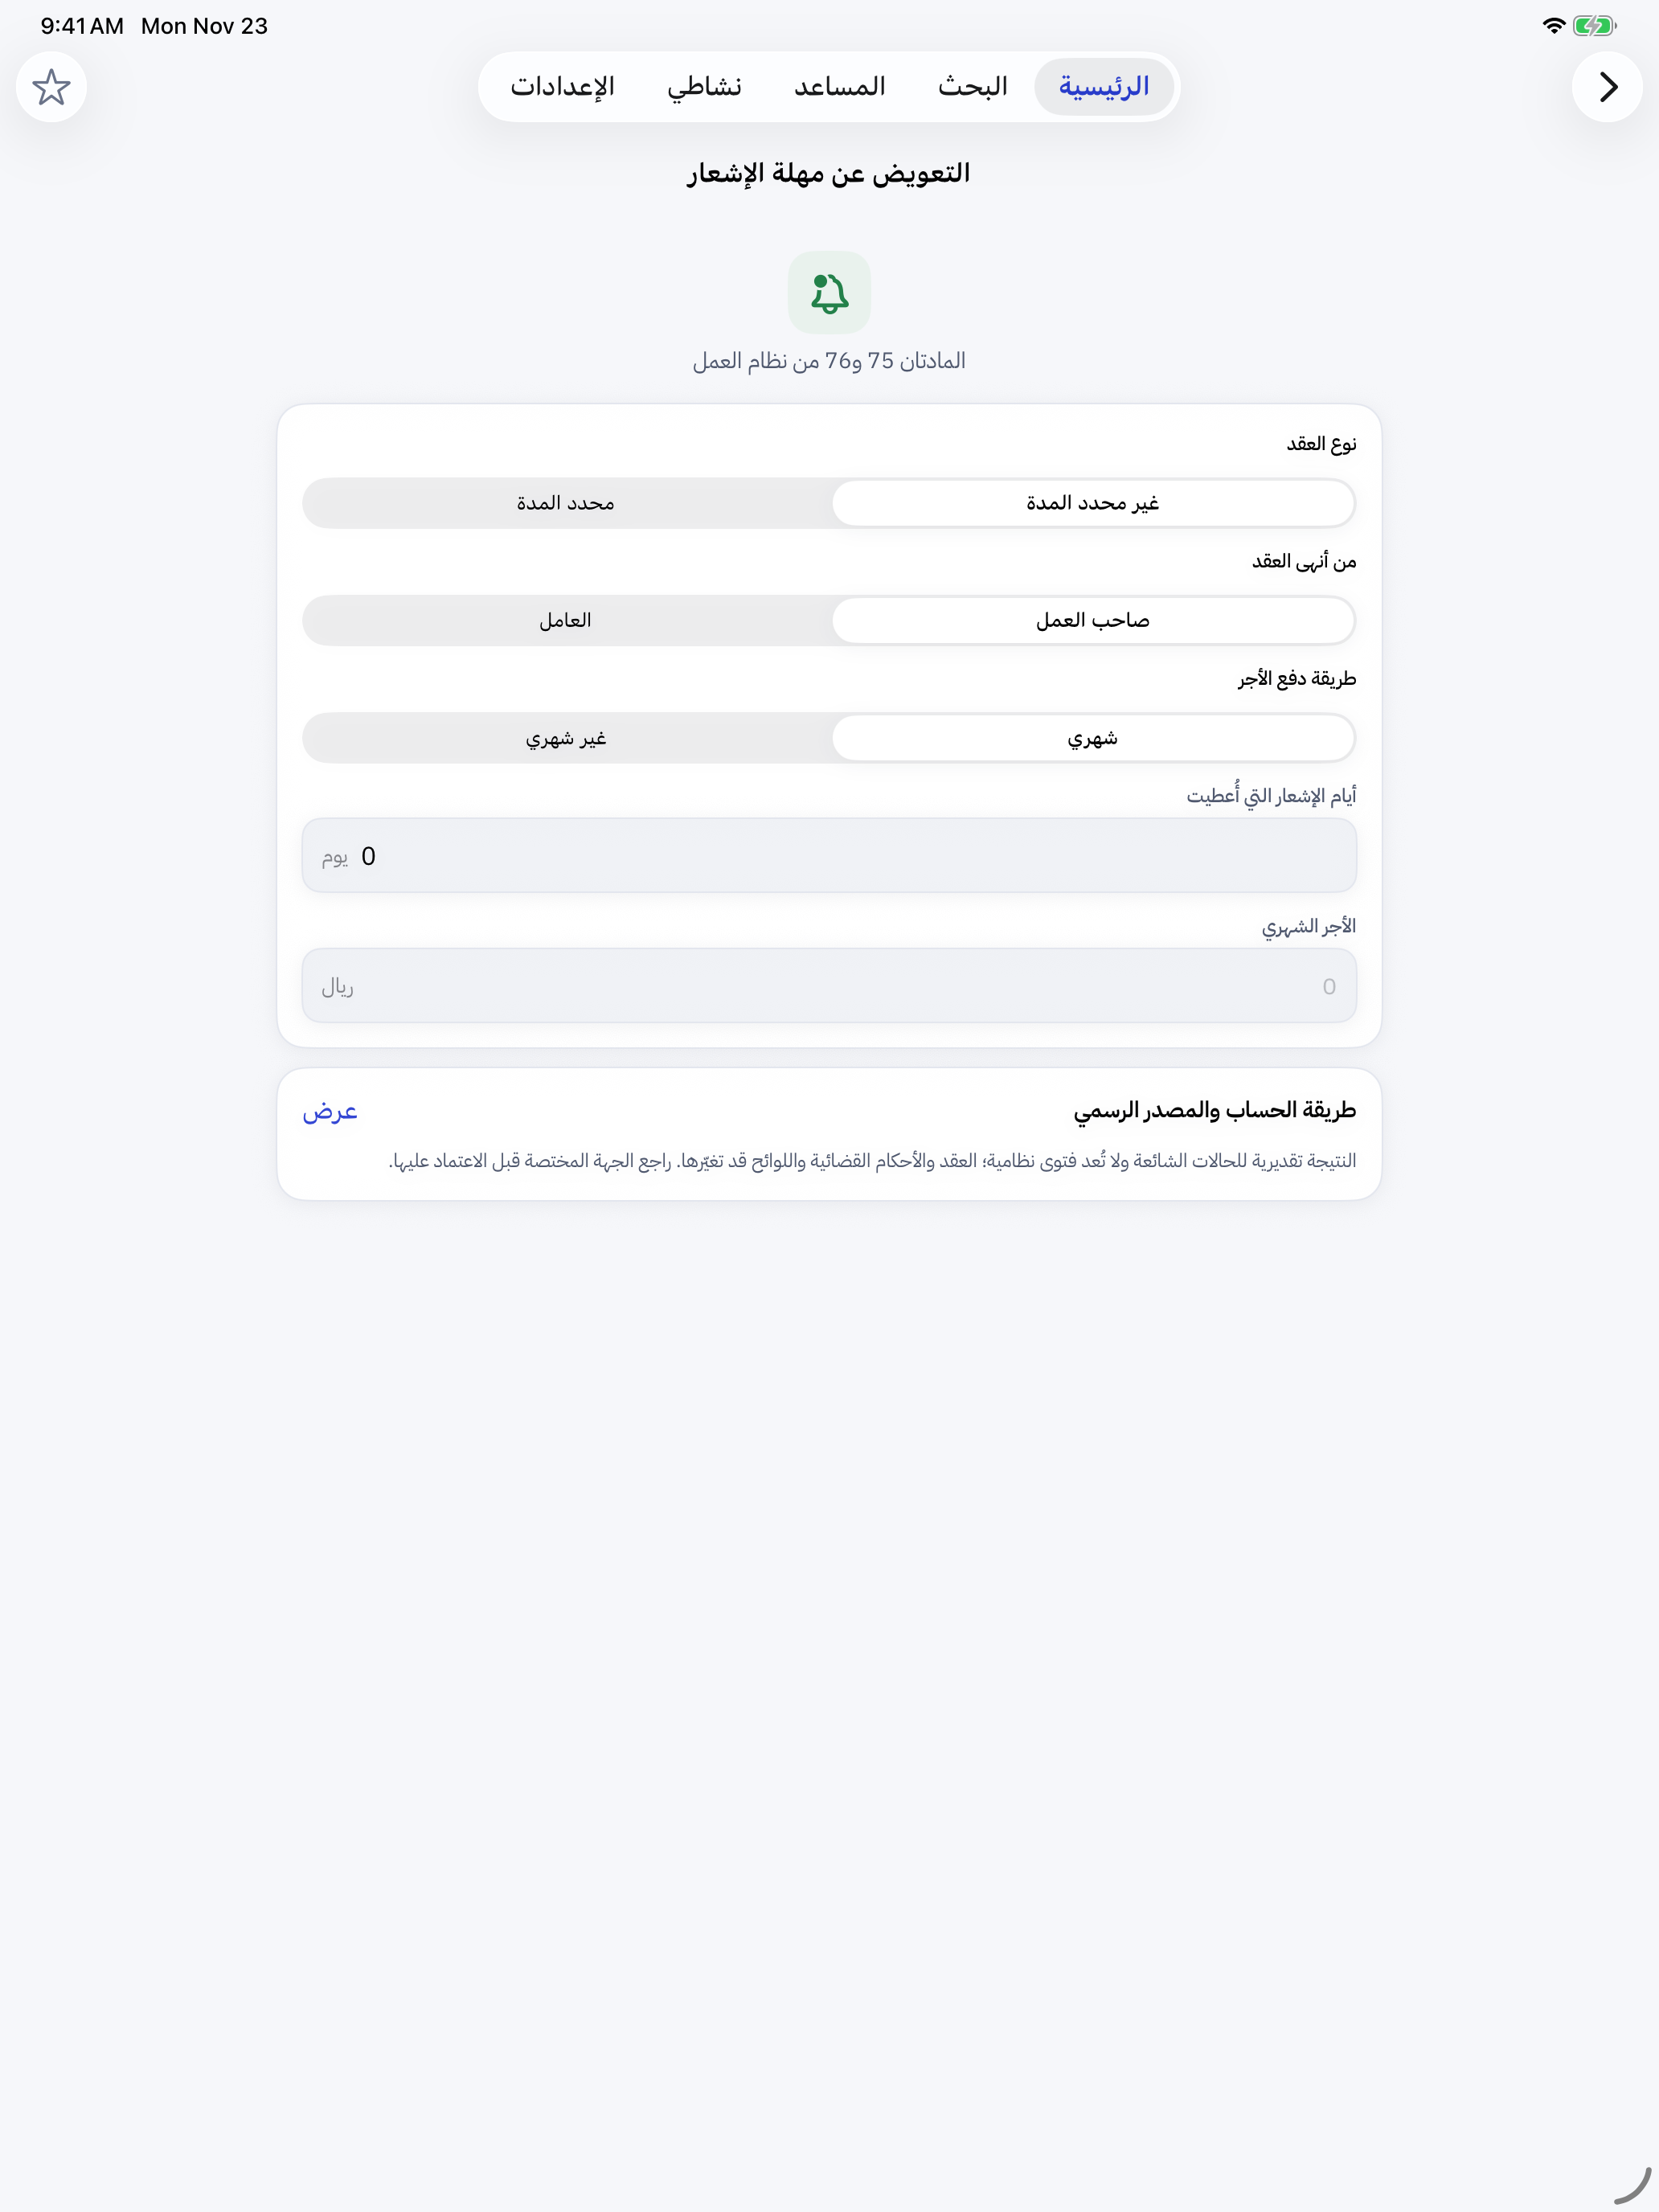 9:41 AM Mon Nov 23
الرئيسية البحث المساعد نشاطي الإعدادات
التعويض عن مهلة الإشعار
المادتان 75 و76 من نظام العمل
نوع العقد
غير محدد المدة محدد المدة
من أنهى العقد
صاحب العمل العامل
طريقة دفع الأجر
شهري غير شهري
أيام الإشعار التي أُعطيت
0 يوم
الأجر الشهري
0 ريال
طريقة الحساب والمصدر الرسمي عرض
النتيجة تقديرية للحالات الشائعة ولا تُعد فتوى نظامية؛ العقد والأحكام القضائية واللوائح قد تغيّرها. راجع الجهة المختصة قبل الاعتماد عليها.